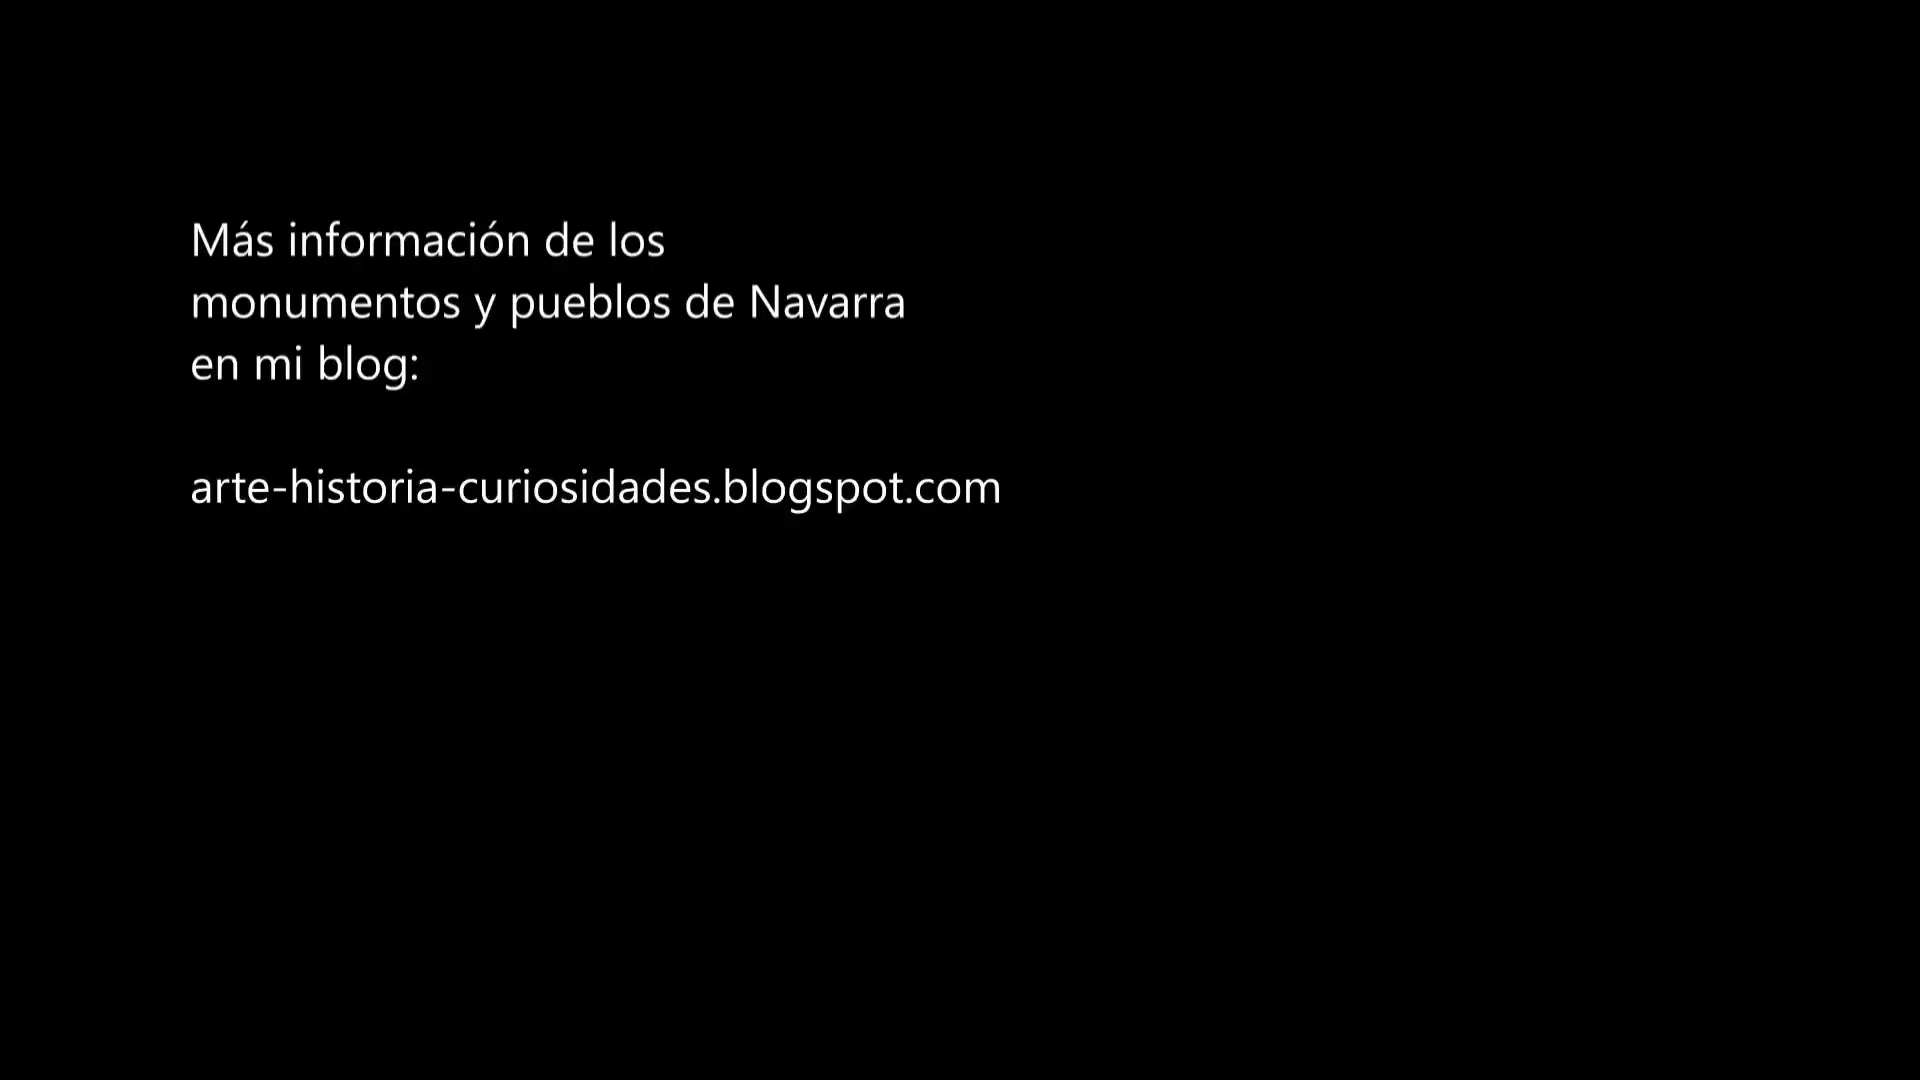 Más información de los
monumentos y pueblos de Navarra
en mi blog:
arte-historia-curiosidades.blogspot.com